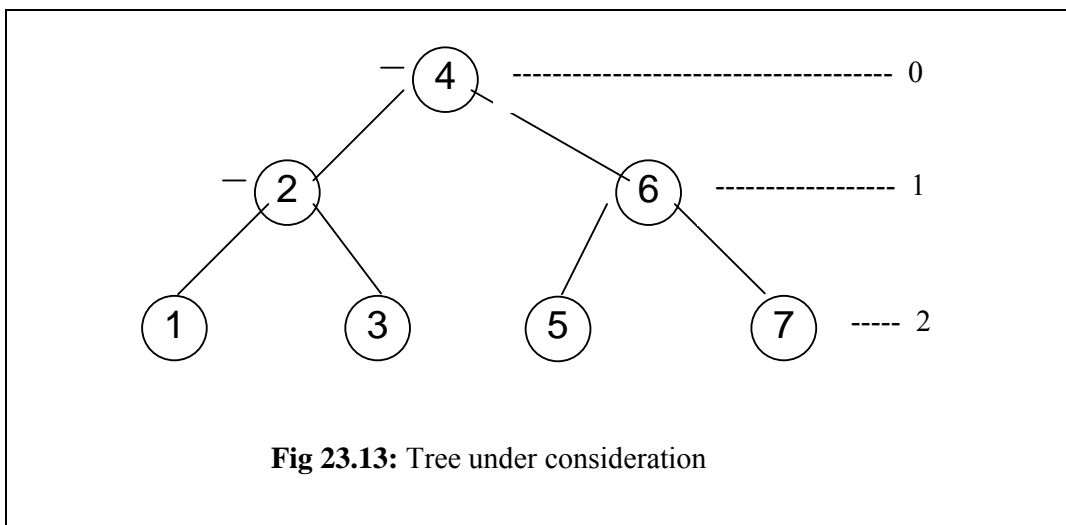 — 4 ------------------------------------- 0
— 2 6 ------------------ 1
1 3 5 7 ----- 2
Fig 23.13: Tree under consideration